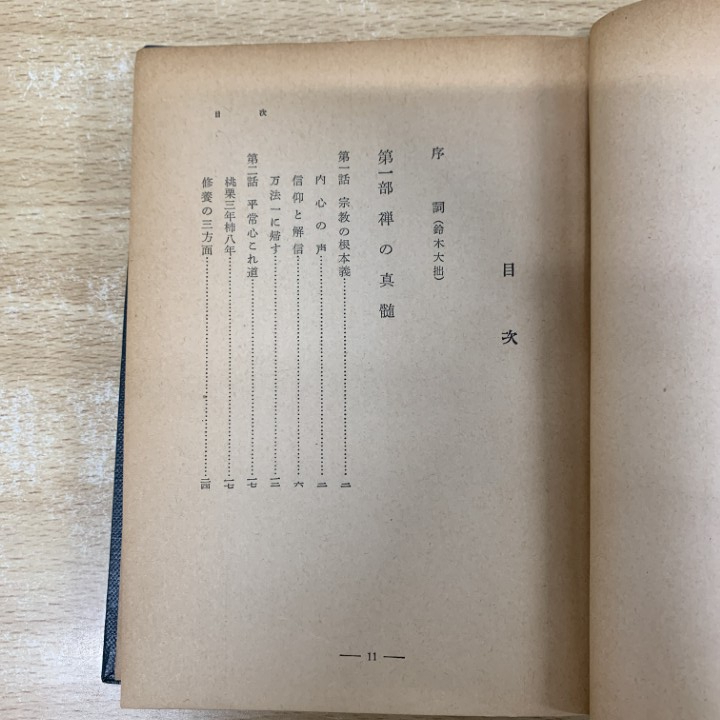 目次
序詞(鈴木大拙)
第一部 禅の真髄
第一話 宗教の根本義……二
内心の声……二
信仰と解信……六
万法一に帰す……一二
第二話 平常心これ道……一七
桃栗三年柿八年……一七
修養の三方面……二四
目次
— 11 —